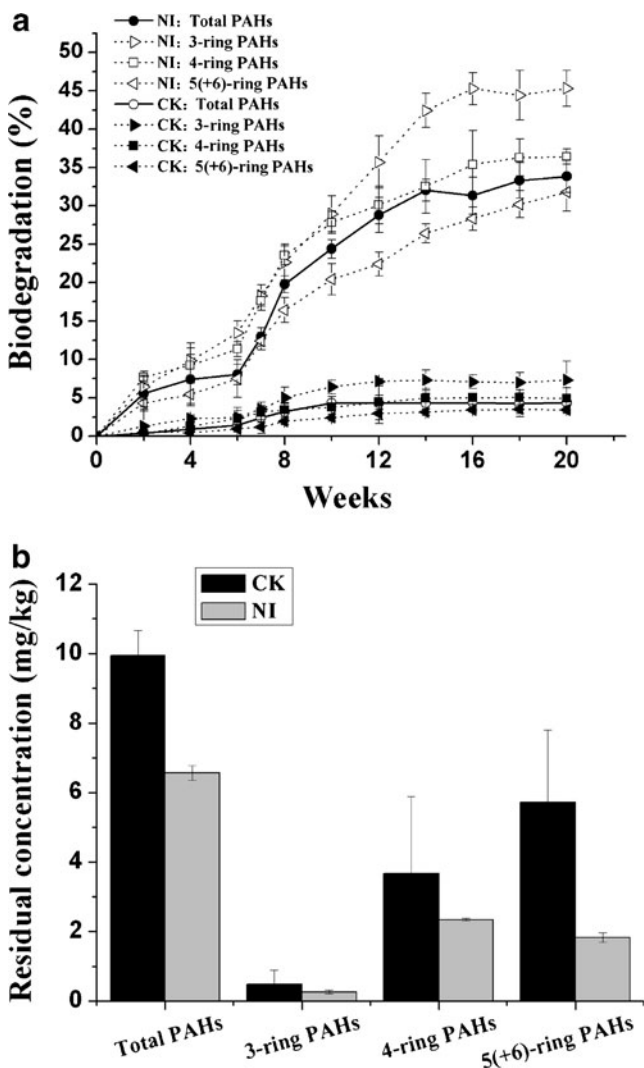 a
NI: Total PAHs
NI: 3-ring PAHs
NI: 4-ring PAHs
NI: 5(+6)-ring PAHs
CK: Total PAHs
CK: 3-ring PAHs
CK: 4-ring PAHs
CK: 5(+6)-ring PAHs
Biodegradation (%)
50
45
40
35
30
25
20
15
10
5
0
0 4 8 12 16 20
Weeks
b
CK
NI
Residual concentration (mg/kg)
12
10
8
6
4
2
0
Total PAHs 3-ring PAHs 4-ring PAHs 5(+6)-ring PAHs